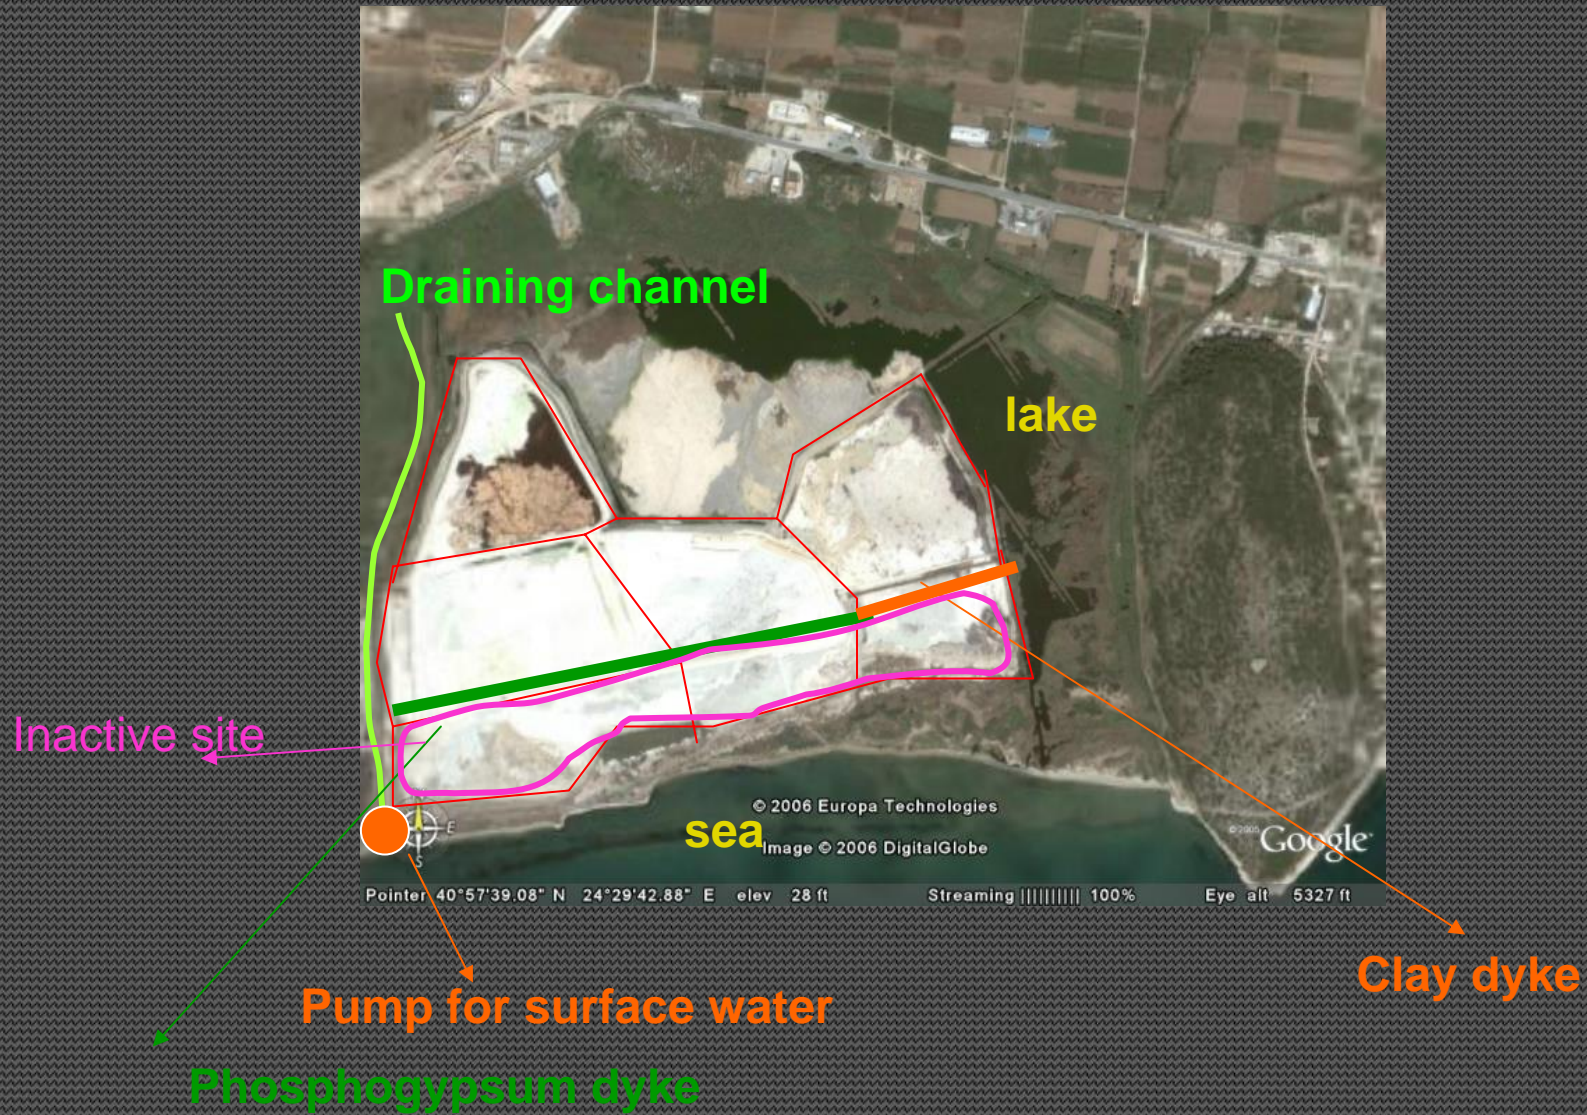 Draining channel
lake
Inactive site
© 2006 Europa Technologies
sea
Image © 2006 DigitalGlobe
© 2005 Google
E
S
Pointer 40°57'39.08" N 24°29'42.88" E elev 28 ft Streaming |||||||||| 100% Eye alt 5327 ft
Clay dyke
Pump for surface water
Phosphogypsum dyke